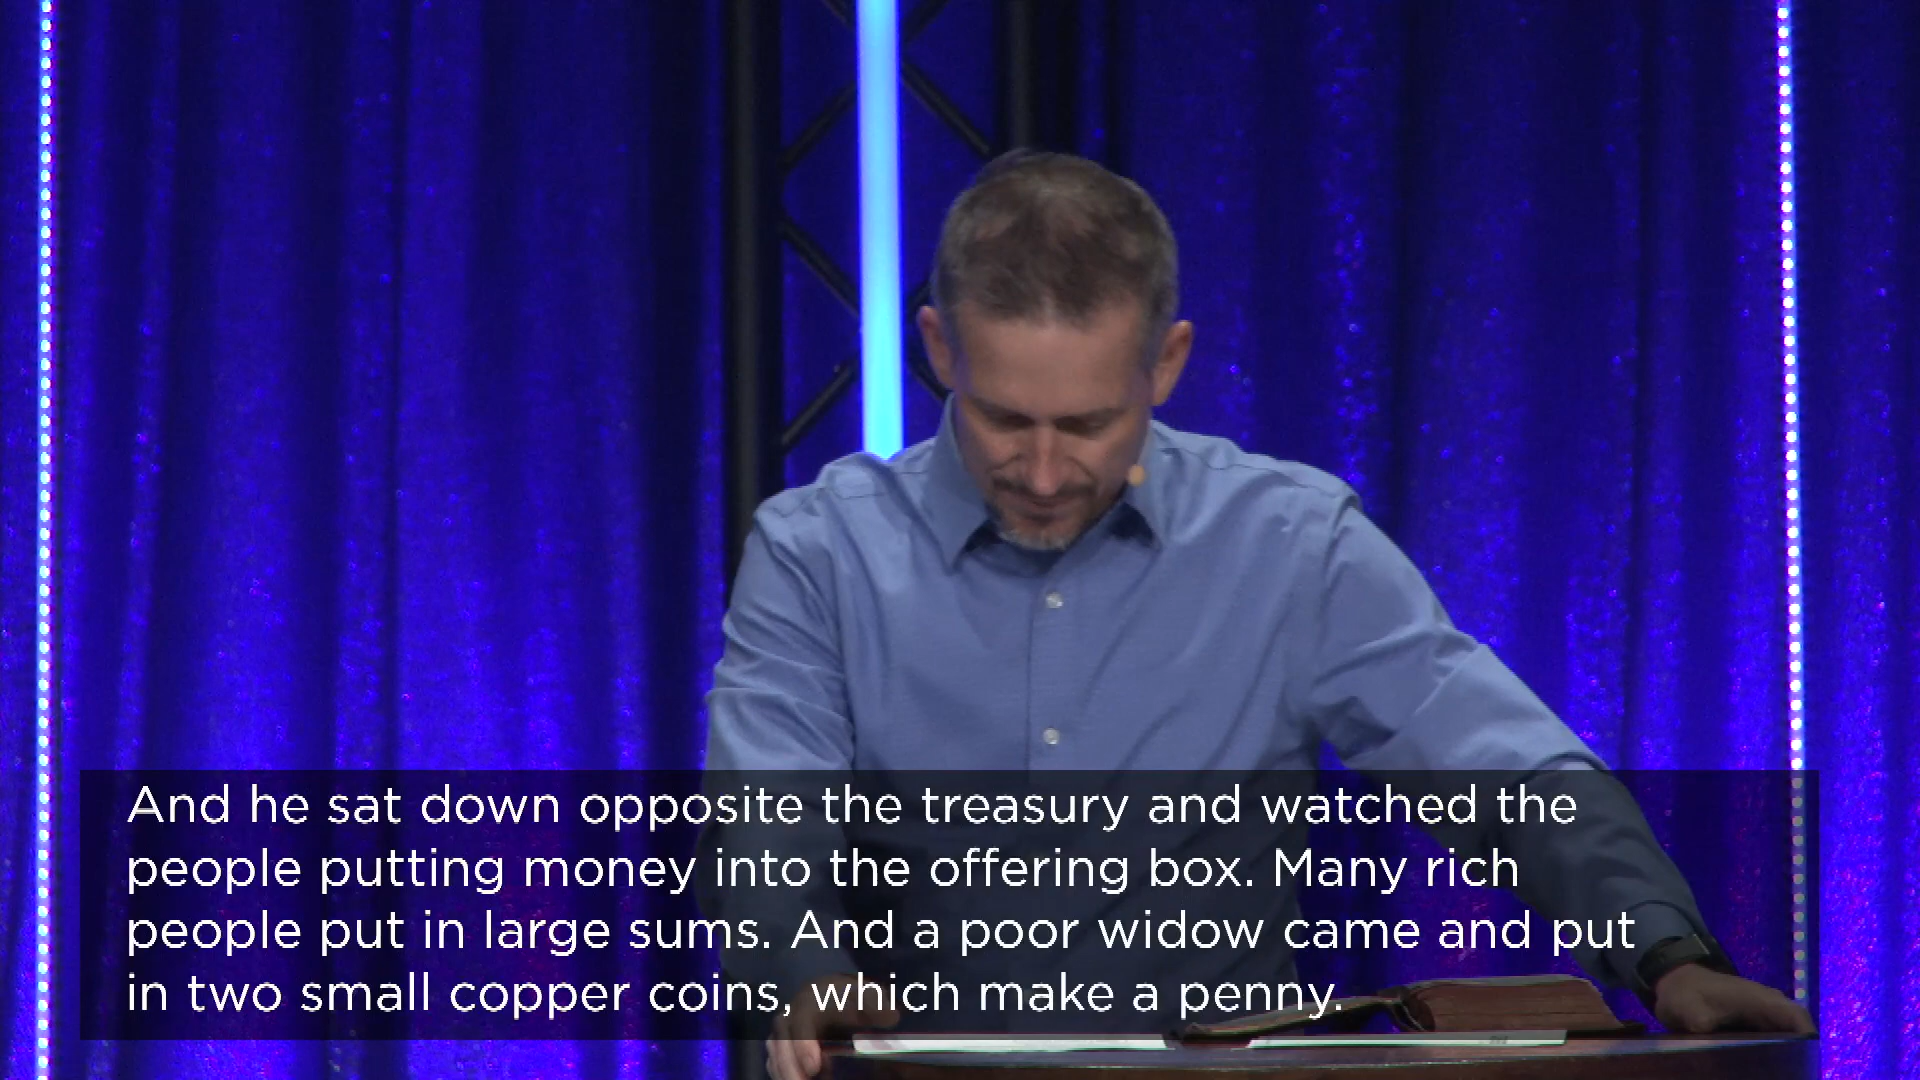 And he sat down opposite the treasury and watched the
people putting money into the offering box. Many rich
people put in large sums. And a poor widow came and put
in two small copper coins, which make a penny.